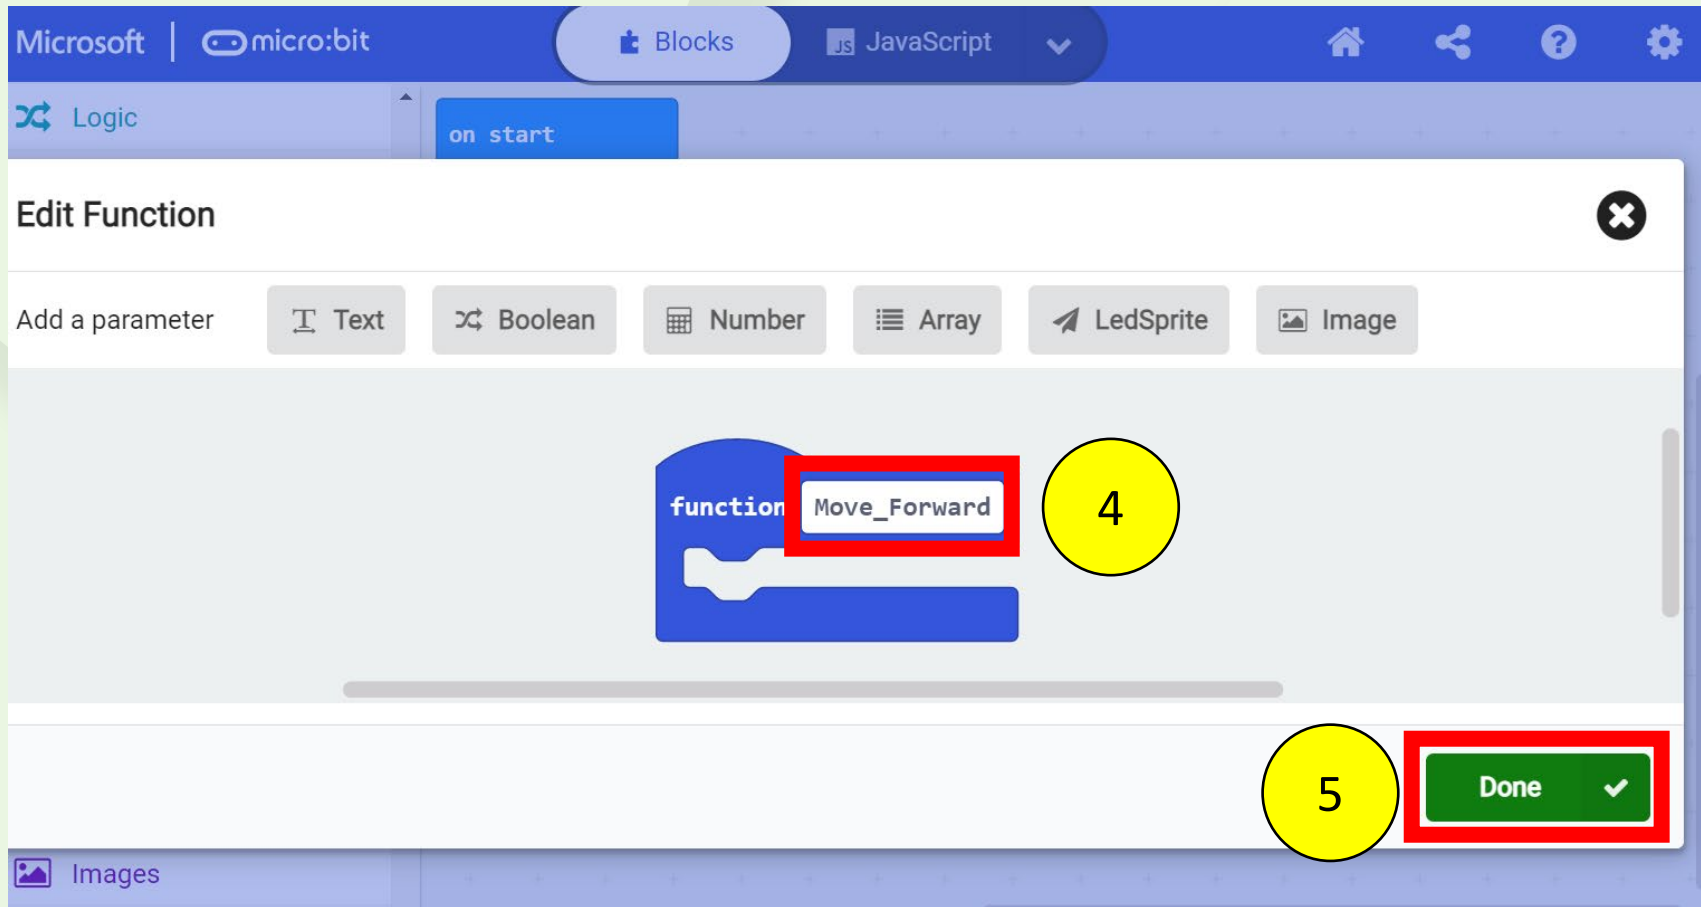 Microsoft micro:bit Blocks JS JavaScript
Logic
on start
Edit Function
Add a parameter Text Boolean Number Array LedSprite Image
function Move_Forward 4
5 Done
Images